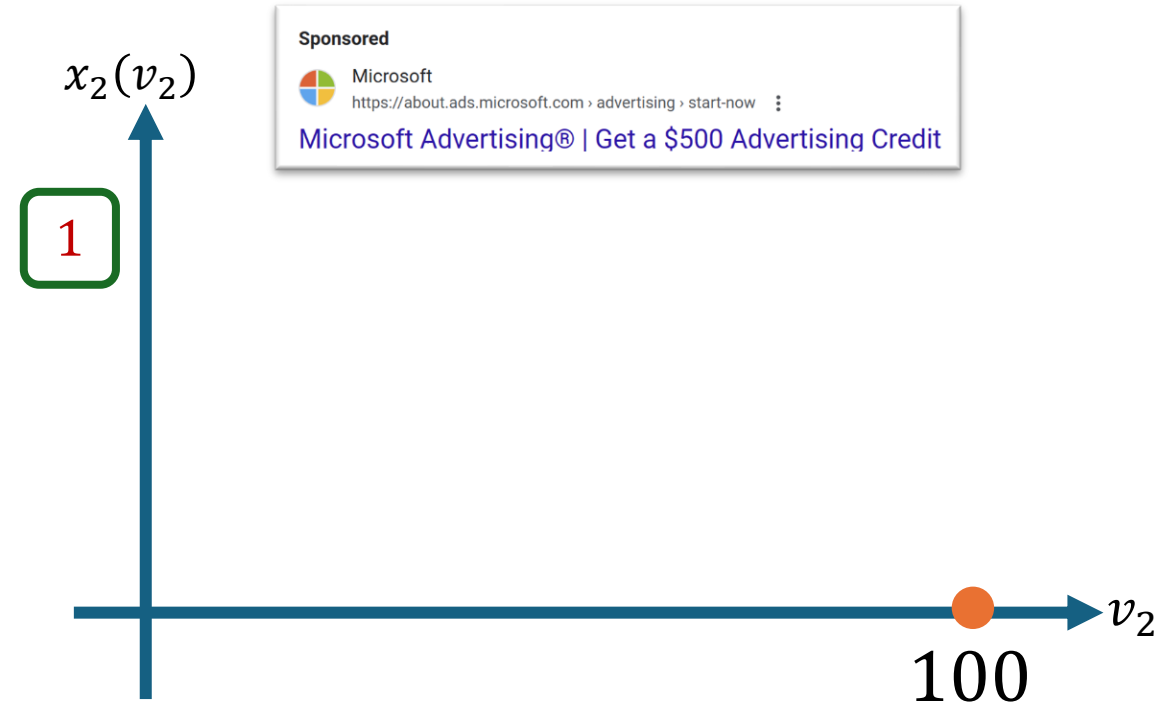 Sponsored
x₂(v₂)
Microsoft
https://about.ads.microsoft.com › advertising › start-now
Microsoft Advertising® | Get a $500 Advertising Credit
1
v₂
100